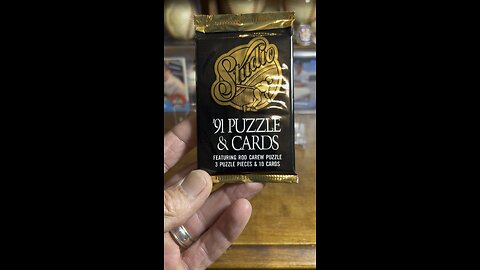 Studio
'91 PUZZLE
& CARDS
FEATURING ROD CAREW PUZZLE
3 PUZZLE PIECES & 10 CARDS